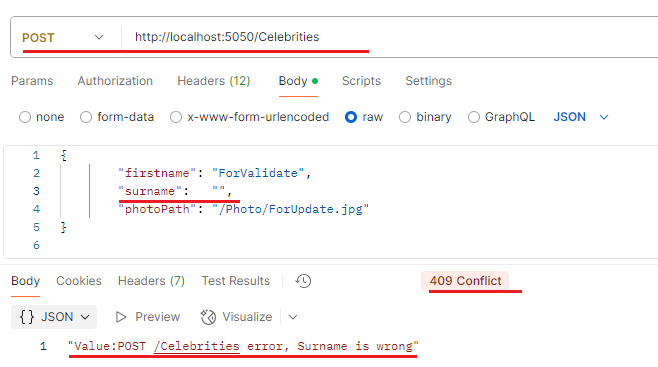 POST http://localhost:5050/Celebrities
Params Authorization Headers (12) Body Scripts Settings
none form-data x-www-form-urlencoded raw binary GraphQL JSON
1 {
2 "firstname": "ForValidate",
3 "surname": "",
4 "photoPath": "/Photo/ForUpdate.jpg"
5 }
6
Body Cookies Headers (7) Test Results 409 Conflict
{} JSON Preview Visualize
1 "Value:POST /Celebrities error, Surname is wrong"